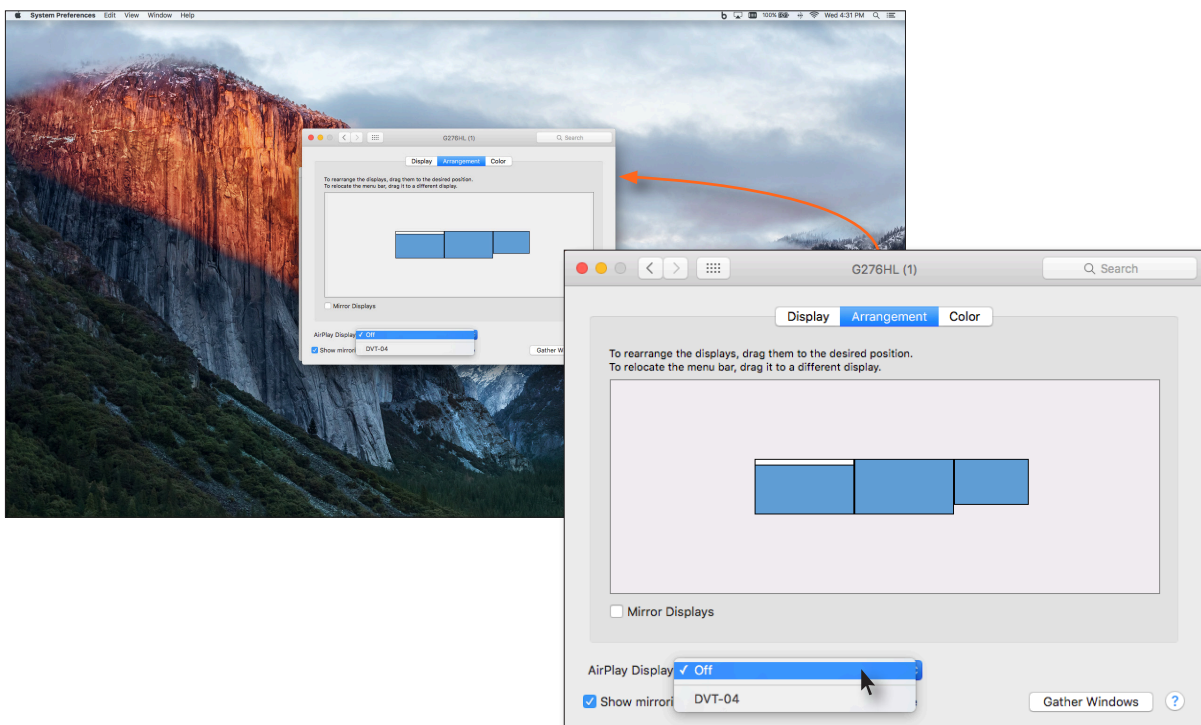 System Preferences Edit View Window Help
100% Wed 4:31 PM
G276HL (1)
Search
Display Arrangement Color
To rearrange the displays, drag them to the desired position.
To relocate the menu bar, drag it to a different display.
Mirror Displays
AirPlay Display ✓ Off
DVT-04
Show mirrori
Gather W
G276HL (1)
Search
Display Arrangement Color
To rearrange the displays, drag them to the desired position.
To relocate the menu bar, drag it to a different display.
Mirror Displays
AirPlay Display ✓ Off
DVT-04
Show mirrori
Gather Windows ?